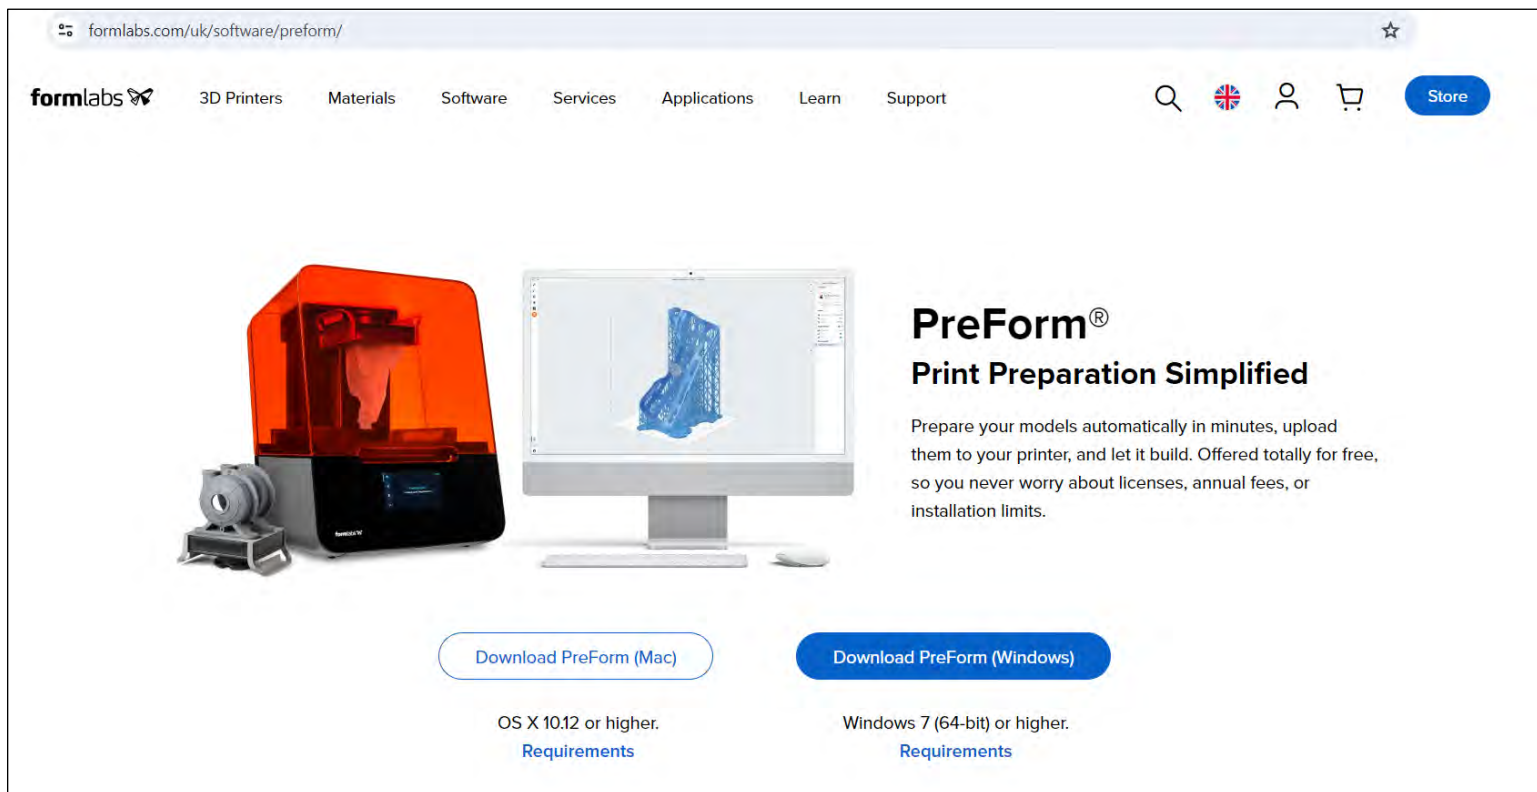 formlabs.com/uk/software/preform/
formlabs 3D Printers Materials Software Services Applications Learn Support Store
PreForm®
Print Preparation Simplified
Prepare your models automatically in minutes, upload
them to your printer, and let it build. Offered totally for free,
so you never worry about licenses, annual fees, or
installation limits.
formlabs
Download PreForm (Mac) Download PreForm (Windows)
OS X 10.12 or higher. Windows 7 (64-bit) or higher.
Requirements Requirements